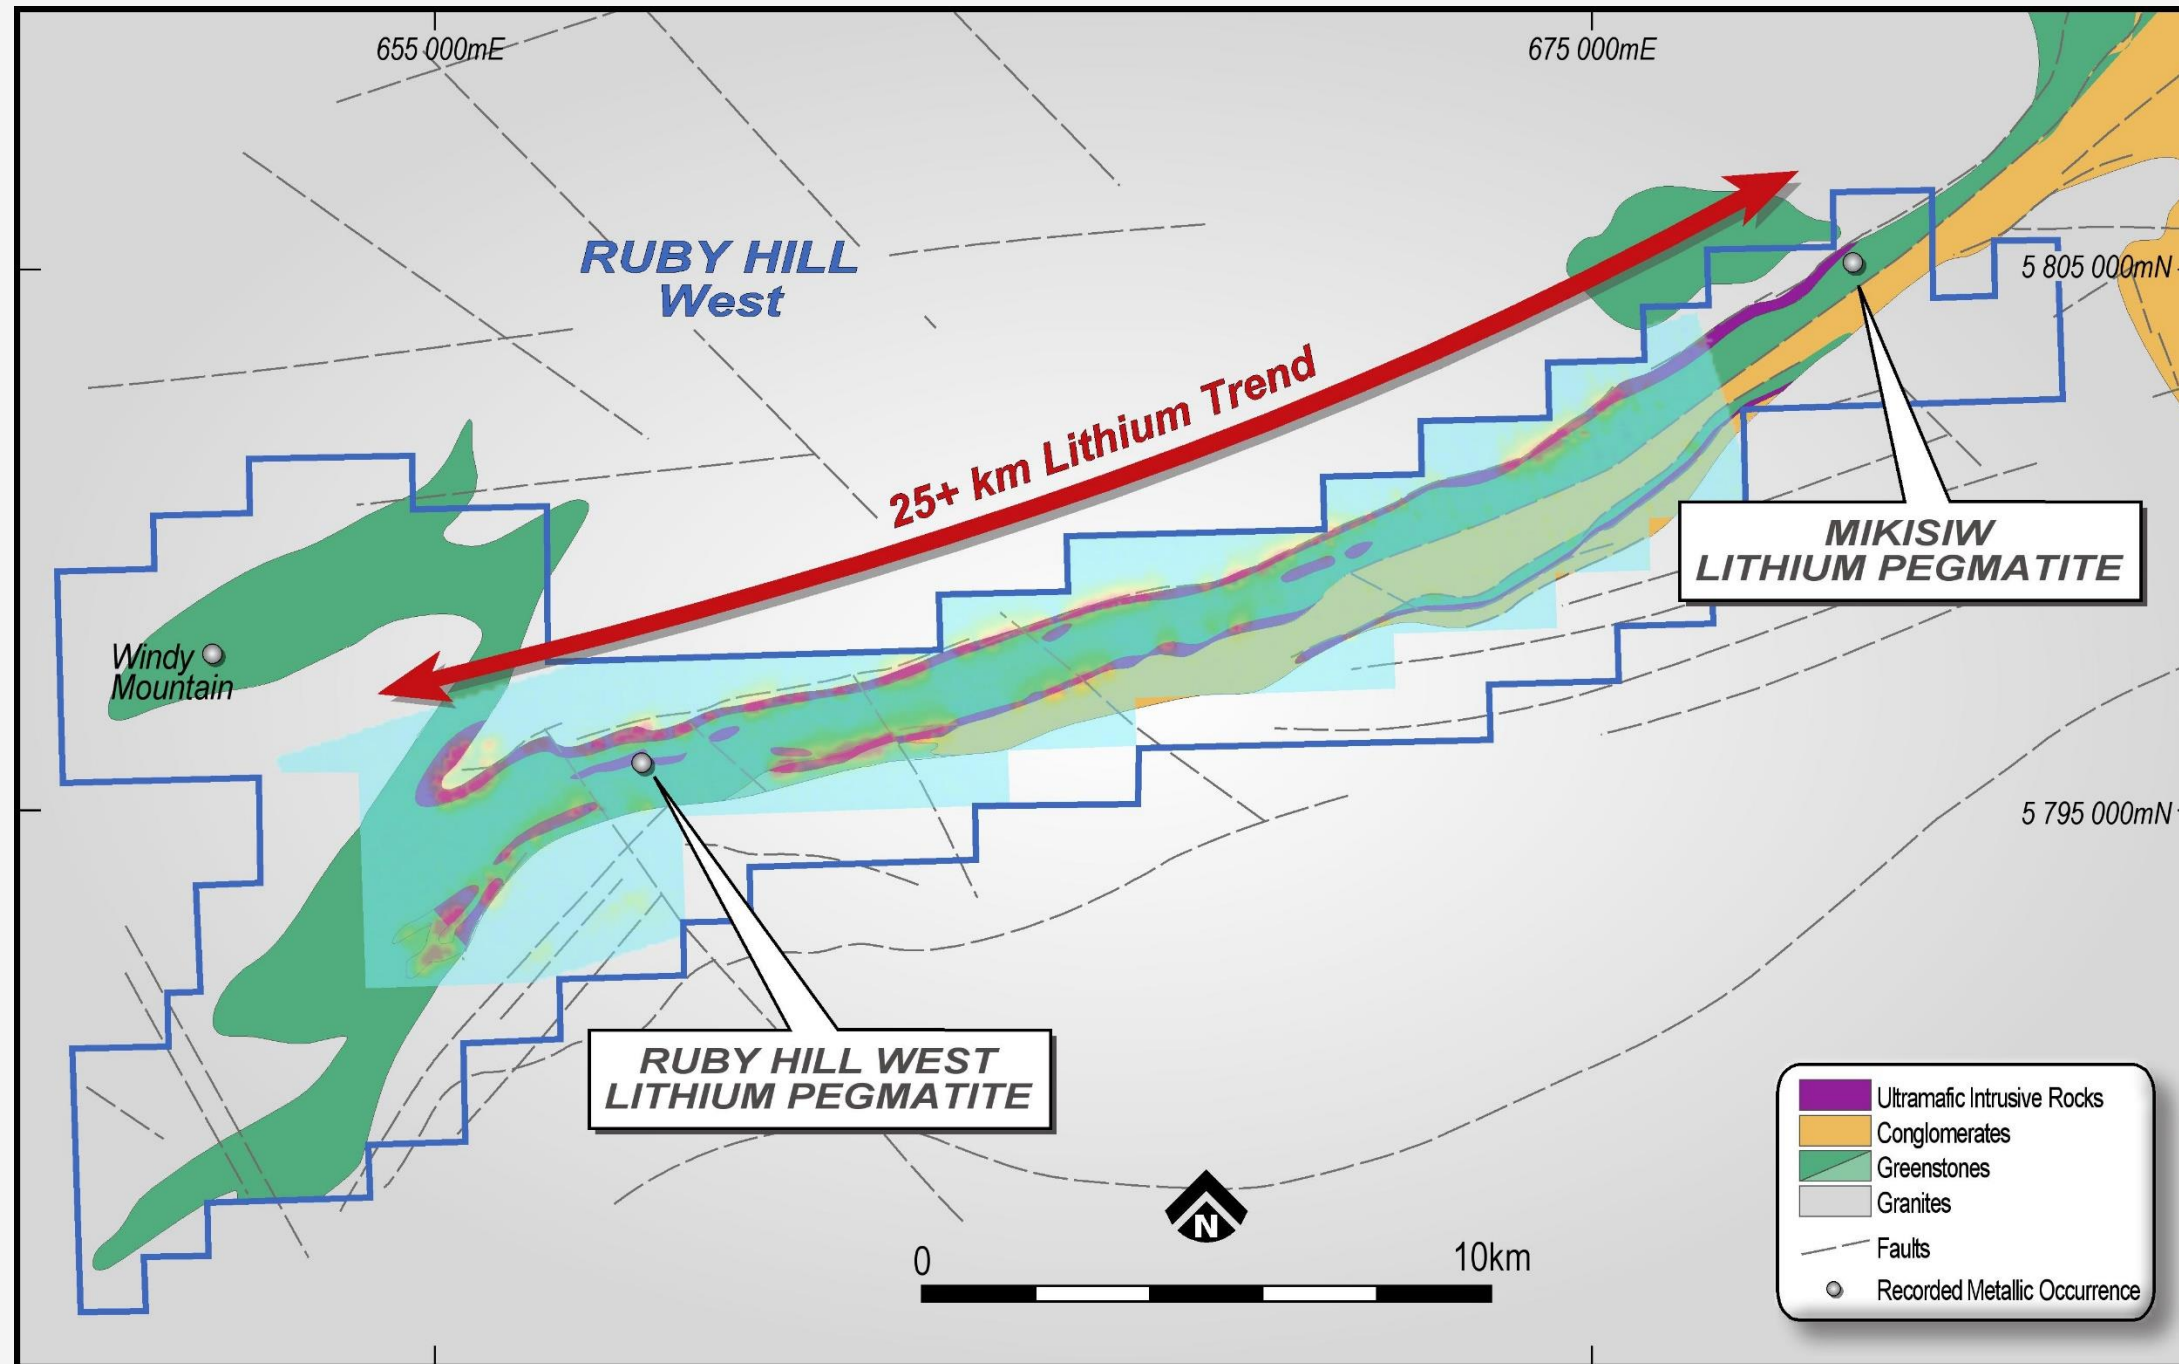 655 000mE
675 000mE
RUBY HILL
West
5 805 000mN
25+ km Lithium Trend
MIKISIW
LITHIUM PEGMATITE
Windy
Mountain
5 795 000mN
RUBY HILL WEST
LITHIUM PEGMATITE
N
0
10km
Ultramafic Intrusive Rocks
Conglomerates
Greenstones
Granites
Faults
Recorded Metallic Occurrence